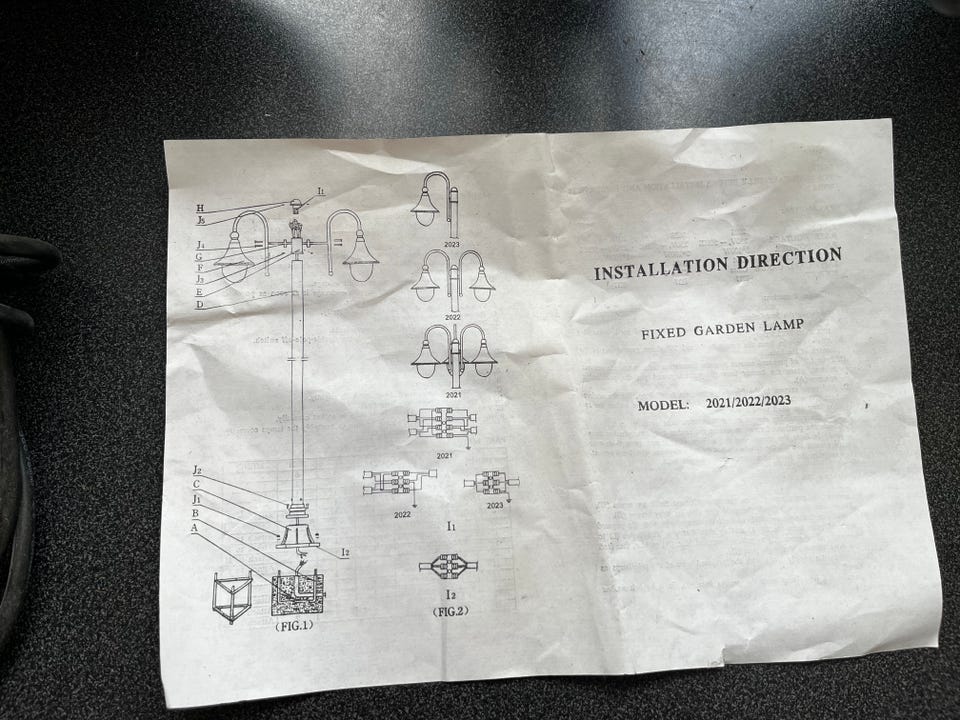 H
J5
I1
J4
G
F
J3
E
D
J2
C
J1
B
A
I2
(FIG.1)
2023
2022
2021
2021
2022
2023
I1
I2
(FIG.2)
INSTALLATION DIRECTION
FIXED GARDEN LAMP
MODEL: 2021/2022/2023